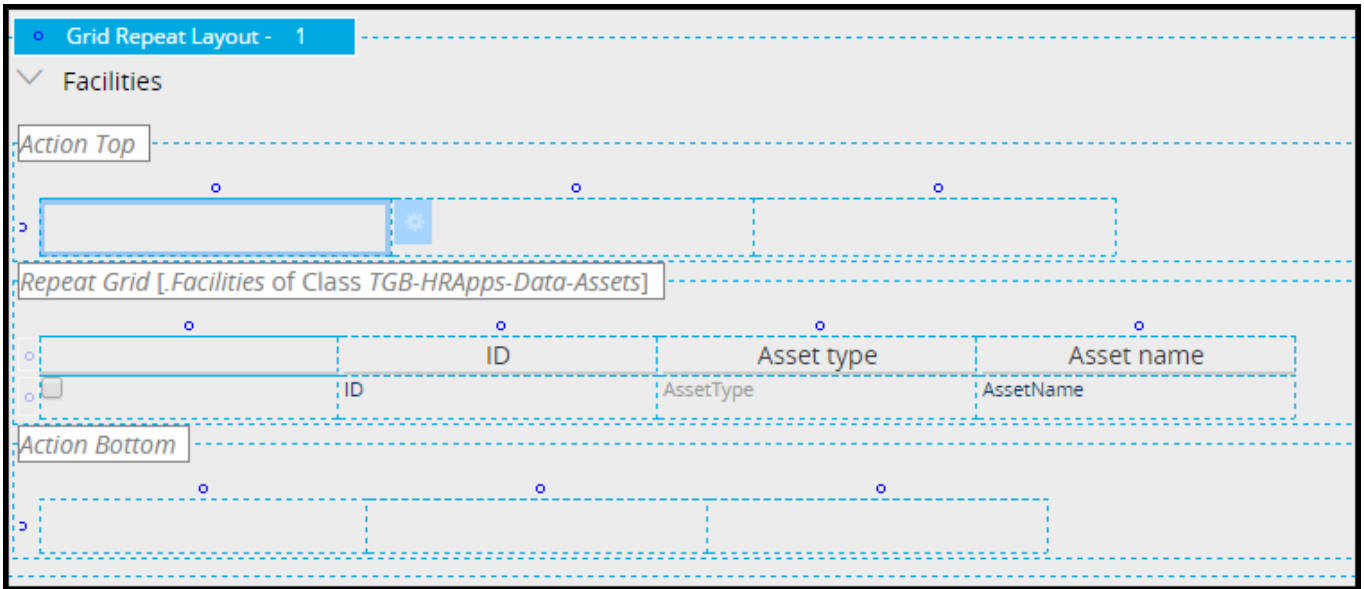 Grid Repeat Layout - 1
Facilities
Action Top
Repeat Grid [.Facilities of Class TGB-HRApps-Data-Assets]
ID Asset type Asset name
ID AssetType AssetName
Action Bottom